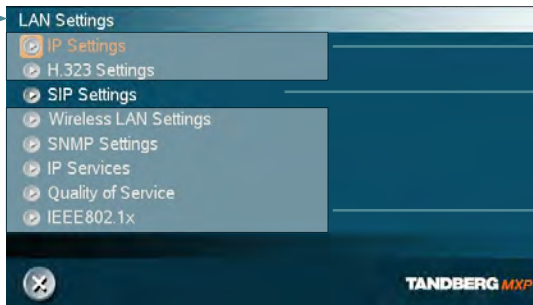 LAN Settings
IP Settings
H.323 Settings
SIP Settings
Wireless LAN Settings
SNMP Settings
IP Services
Quality of Service
IEEE802.1x
TANDBERG MXP